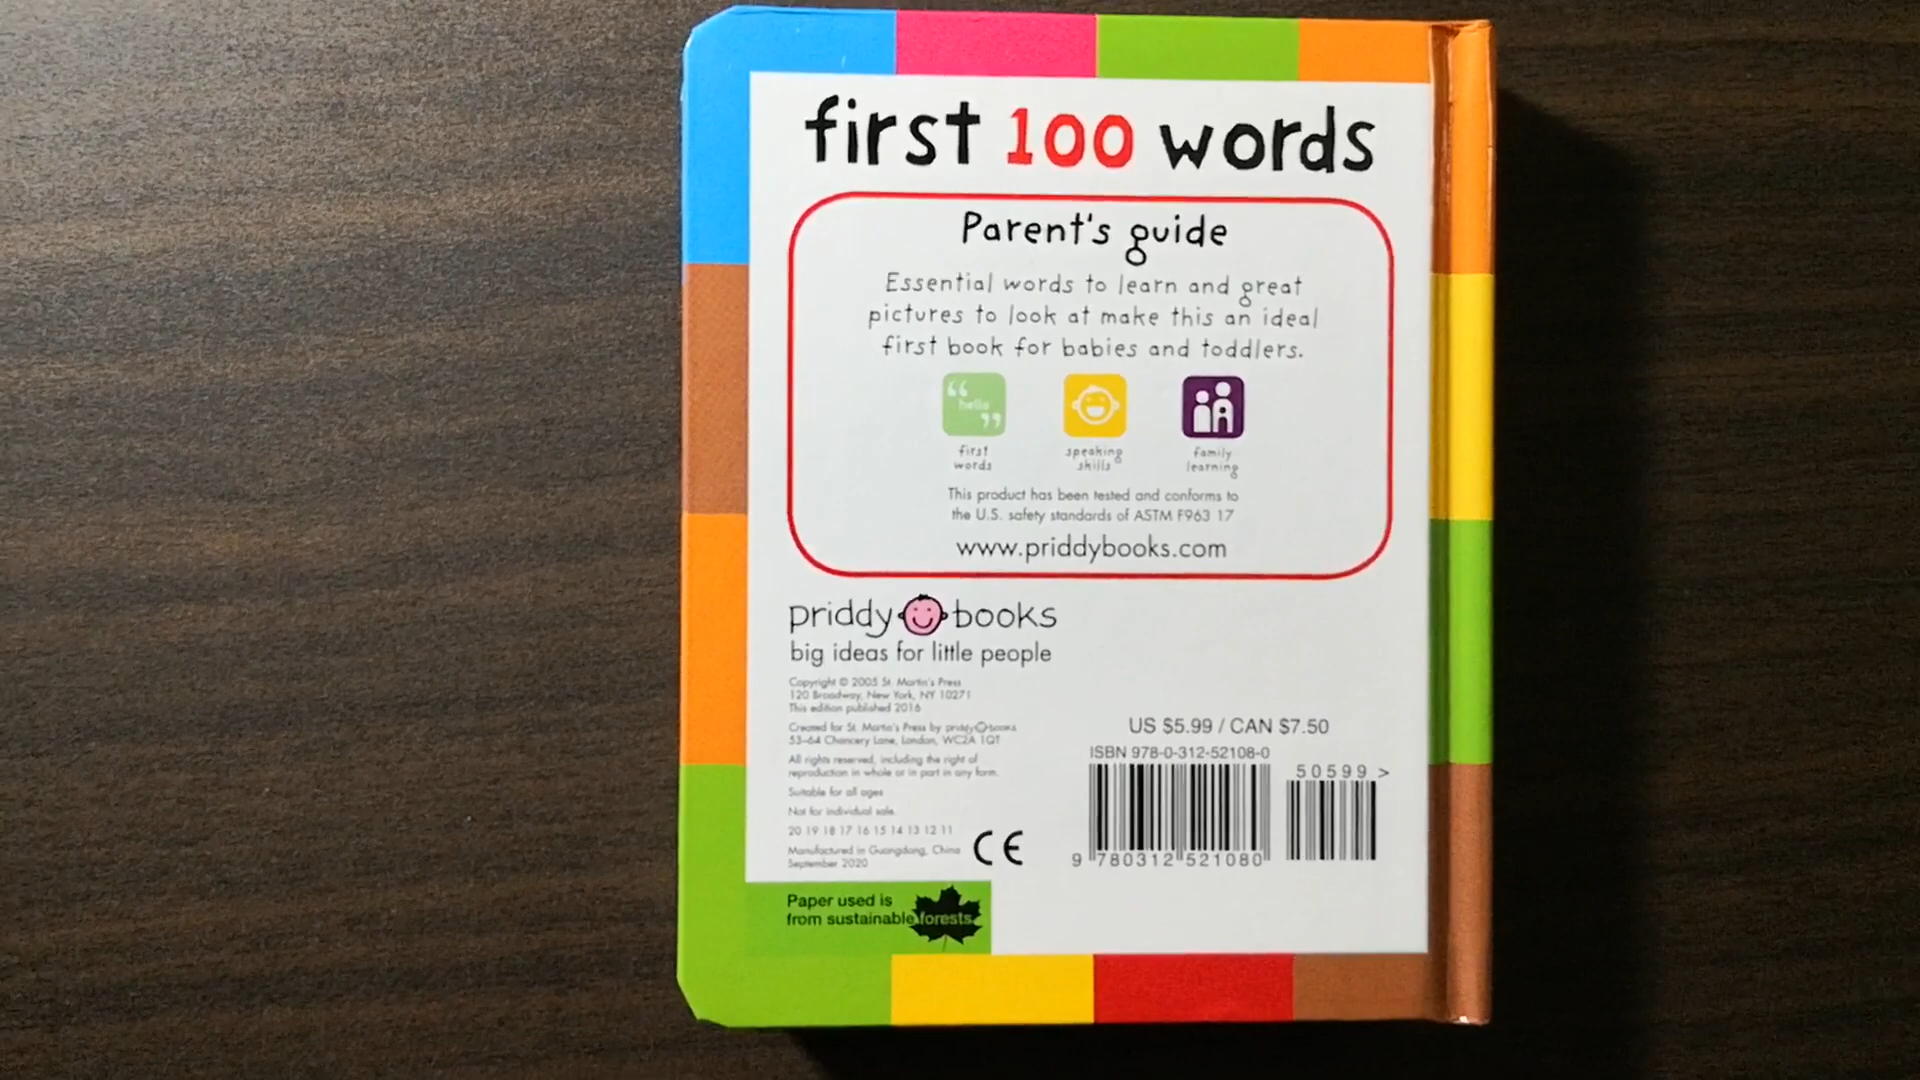 first 100 words
Parent's guide
Essential words to learn and great
pictures to look at make this an ideal
first book for babies and toddlers.
“ hello ”
first
words
speaking
skills
family
learning
This product has been tested and conforms to
the U.S. safety standards of ASTM F963 17
www.priddybooks.com
priddy books
big ideas for little people
Copyright © 2005 St. Martin's Press
120 Broadway, New York, NY 10271
This edition published 2016
Created for St. Martin's Press by priddy books
53–64 Chancery Lane, London, WC2A 1QT
All rights reserved, including the right of
reproduction in whole or in part in any form.
Suitable for all ages
Not for individual sale.
20 19 18 17 16 15 14 13 12 11
Manufactured in Guangdong, China
September 2020
CE
US $5.99 / CAN $7.50
ISBN 978-0-312-52108-0
50599 >
9 780312 521080
Paper used is
from sustainable forests.